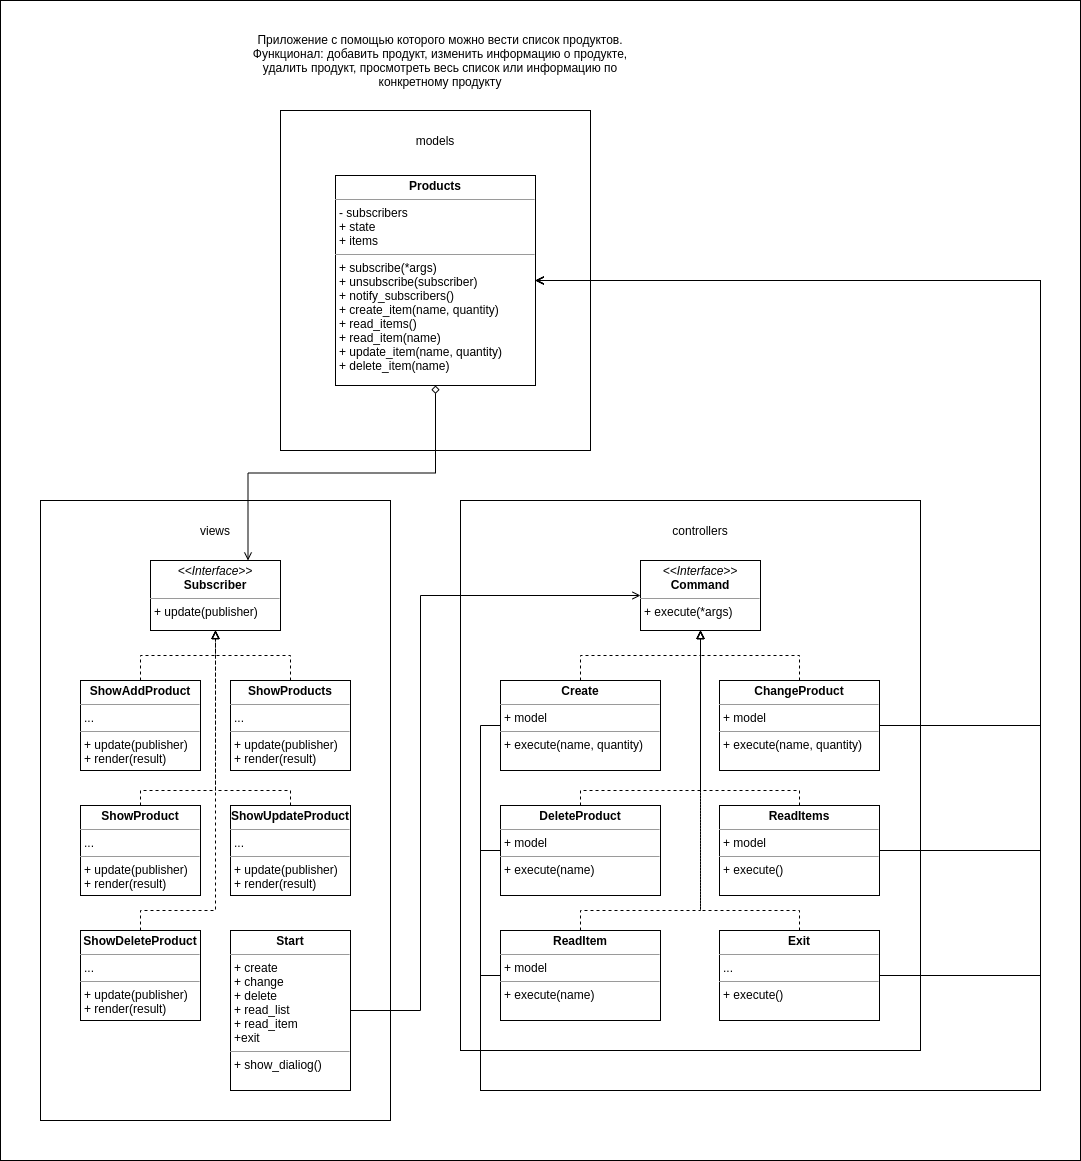 Приложение с помощью которого можно вести список продуктов.
Функционал: добавить продукт, изменить информацию о продукте,
удалить продукт, просмотреть весь список или информацию по
конкретному продукту
models
Products
- subscribers
+ state
+ items
+ subscribe(*args)
+ unsubscribe(subscriber)
+ notify_subscribers()
+ create_item(name, quantity)
+ read_items()
+ read_item(name)
+ update_item(name, quantity)
+ delete_item(name)
views
<<Interface>>
Subscriber
+ update(publisher)
ShowAddProduct
...
+ update(publisher)
+ render(result)
ShowProducts
...
+ update(publisher)
+ render(result)
ShowProduct
...
+ update(publisher)
+ render(result)
ShowUpdateProduct
...
+ update(publisher)
+ render(result)
ShowDeleteProduct
...
+ update(publisher)
+ render(result)
Start
+ create
+ change
+ delete
+ read_list
+ read_item
+exit
+ show_dialiog()
controllers
<<Interface>>
Command
+ execute(*args)
Create
+ model
+ execute(name, quantity)
ChangeProduct
+ model
+ execute(name, quantity)
DeleteProduct
+ model
+ execute(name)
ReadItems
+ model
+ execute()
ReadItem
+ model
+ execute(name)
Exit
...
+ execute()